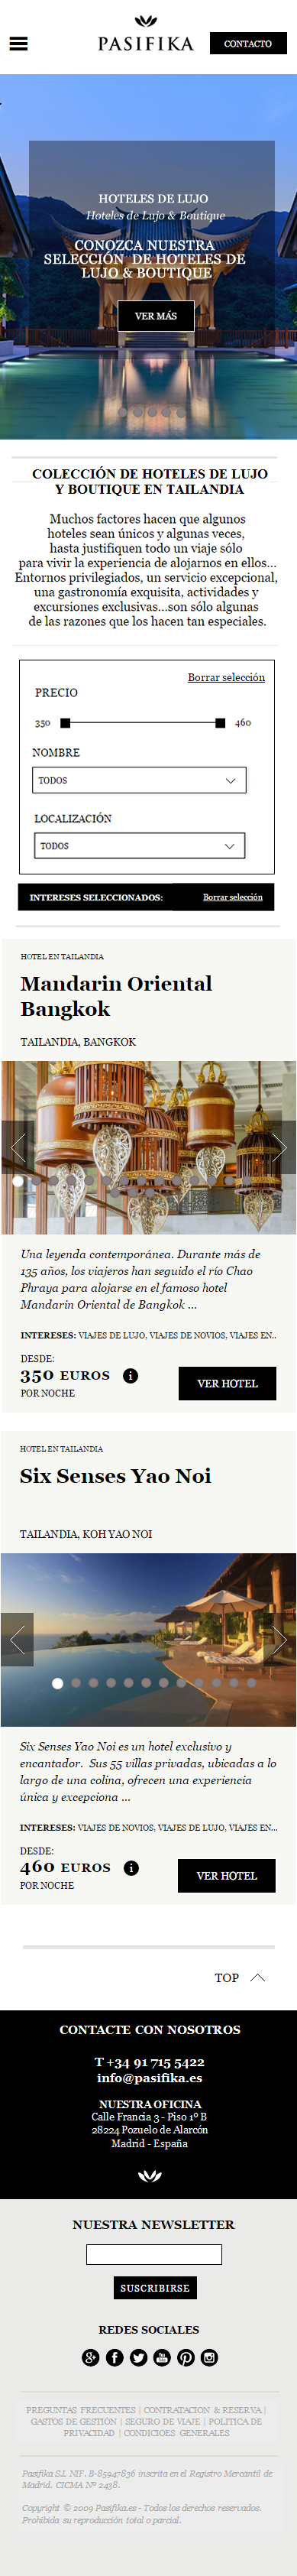 PASIFIKA
CONTACTO
HOTELES DE LUJO
Hoteles de Lujo & Boutique
CONOZCA NUESTRA
SELECCIÓN DE HOTELES DE
LUJO & BOUTIQUE
VER MÁS
COLECCIÓN DE HOTELES DE LUJO
Y BOUTIQUE EN TAILANDIA
Muchos factores hacen que algunos
hoteles sean únicos y algunas veces,
hasta justifiquen todo un viaje sólo
para vivir la experiencia de alojarnos en ellos...
Entornos privilegiados, un servicio excepcional,
una gastronomía exquisita, actividades y
excursiones exclusivas...son sólo algunas
de las razones que los hacen tan especiales.
Borrar selección
PRECIO
350 460
NOMBRE
TODOS
LOCALIZACIÓN
TODOS
INTERESES SELECCIONADOS: Borrar selección
HOTEL EN TAILANDIA
Mandarin Oriental
Bangkok
TAILANDIA, BANGKOK
Una leyenda contemporánea. Durante más de
135 años, los viajeros han seguido el río Chao
Phraya para alojarse en el famoso hotel
Mandarin Oriental de Bangkok ...
INTERESES: VIAJES DE LUJO, VIAJES DE NOVIOS, VIAJES EN..
DESDE:
350 EUROS i
VER HOTEL
POR NOCHE
HOTEL EN TAILANDIA
Six Senses Yao Noi
TAILANDIA, KOH YAO NOI
Six Senses Yao Noi es un hotel exclusivo y
encantador. Sus 55 villas privadas, ubicadas a lo
largo de una colina, ofrecen una experiencia
única y excepciona ...
INTERESES: VIAJES DE NOVIOS, VIAJES DE LUJO, VIAJES EN...
DESDE:
460 EUROS i
VER HOTEL
POR NOCHE
TOP
CONTACTE CON NOSOTROS
T +34 91 715 5422
info@pasifika.es
NUESTRA OFICINA
Calle Francia 3 - Piso 1º B
28224 Pozuelo de Alarcón
Madrid - España
NUESTRA NEWSLETTER
SUSCRIBIRSE
REDES SOCIALES
PREGUNTAS FRECUENTES | CONTRATACION & RESERVA |
GASTOS DE GESTIÓN | SEGURO DE VIAJE | POLITICA DE
PRIVACIDAD | CONDICIOES GENERALES
Pasifika S.L NIF. B-85947836 inscrita en el Registro Mercantil de
Madrid. CICMA Nº 2438.
Copyright © 2009 Pasifika.es - Todos los derechos reservados.
Prohibida su reproducción total o parcial.